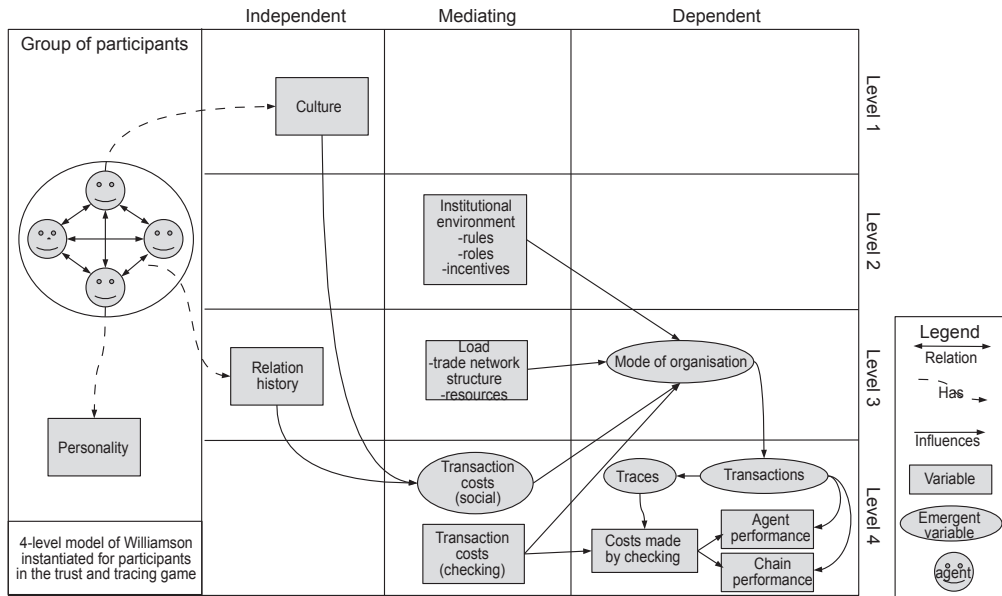 Independent
Mediating
Dependent
Group of participants
Culture
Level 1
Institutional
environment
-rules
-roles
-incentives
Level 2
Relation
history
Load
-trade network
structure
-resources
Mode of organisation
Level 3
Personality
Transaction
costs
(social)
Traces
Transactions
Transaction
costs
(checking)
Costs made
by checking
Agent
performance
Chain
performance
Level 4
4-level model of Williamson
instantiated for participants
in the trust and tracing game
Legend
Relation
Has
Influences
Variable
Emergent
variable
agent